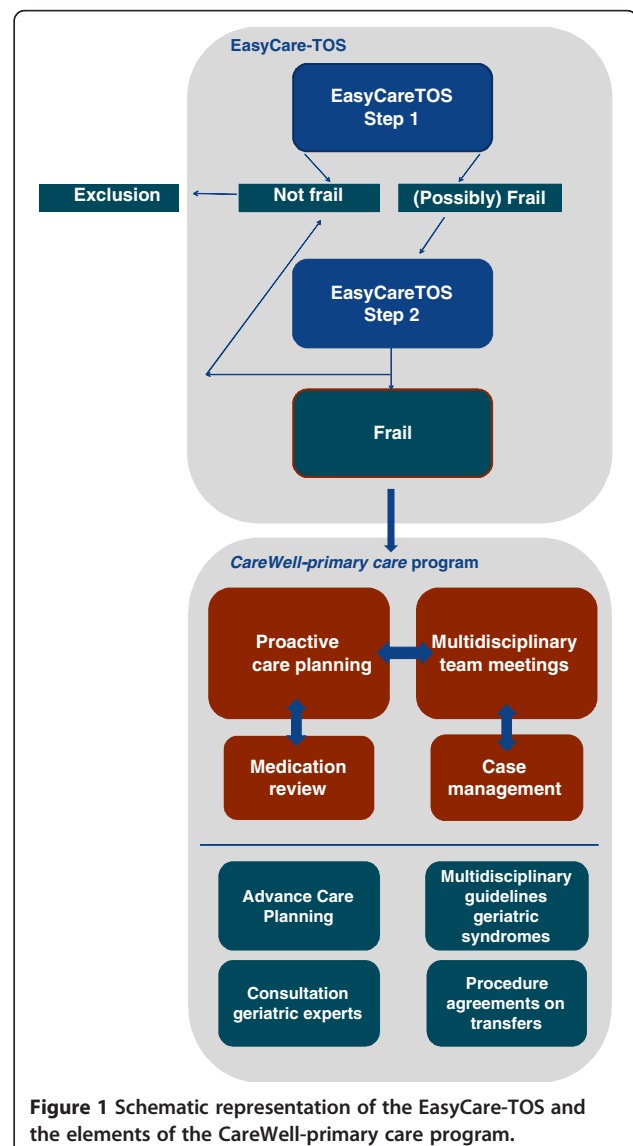 EasyCare-TOS
EasyCareTOS
Step 1
Exclusion
Not frail
(Possibly) Frail
EasyCareTOS
Step 2
Frail
CareWell-primary care program
Proactive
care planning
Multidisciplinary
team meetings
Medication
review
Case
management
Advance Care
Planning
Multidisciplinary
guidelines
geriatric
syndromes
Consultation
geriatric experts
Procedure
agreements on
transfers
Figure 1 Schematic representation of the EasyCare-TOS and
the elements of the CareWell-primary care program.